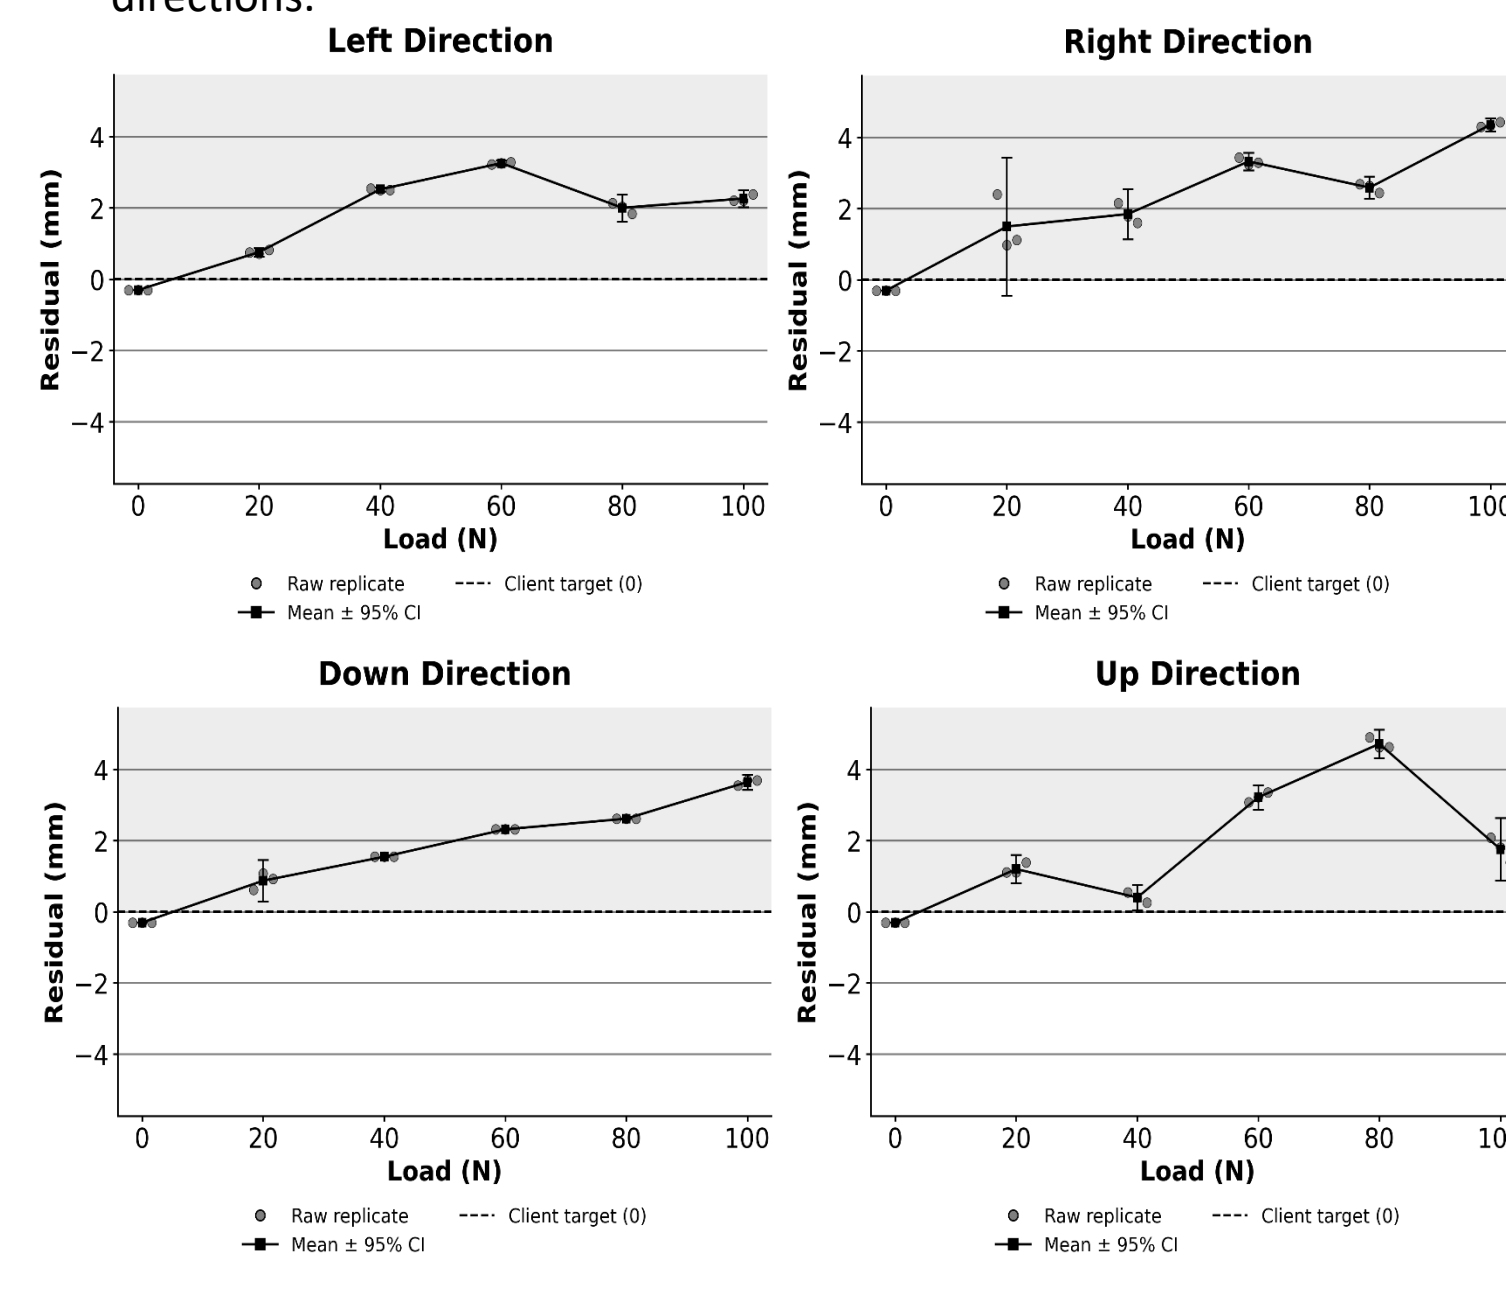 directions.
Left Direction
Residual (mm)
4
2
0
−2
−4
0 20 40 60 80 100
Load (N)
Raw replicate
Mean ± 95% CI
Client target (0)
Right Direction
Residual (mm)
4
2
0
−2
−4
0 20 40 60 80 100
Load (N)
Raw replicate
Mean ± 95% CI
Client target (0)
Down Direction
Residual (mm)
4
2
0
−2
−4
0 20 40 60 80 100
Load (N)
Raw replicate
Mean ± 95% CI
Client target (0)
Up Direction
Residual (mm)
4
2
0
−2
−4
0 20 40 60 80 10
Load (N)
Raw replicate
Mean ± 95% CI
Client target (0)